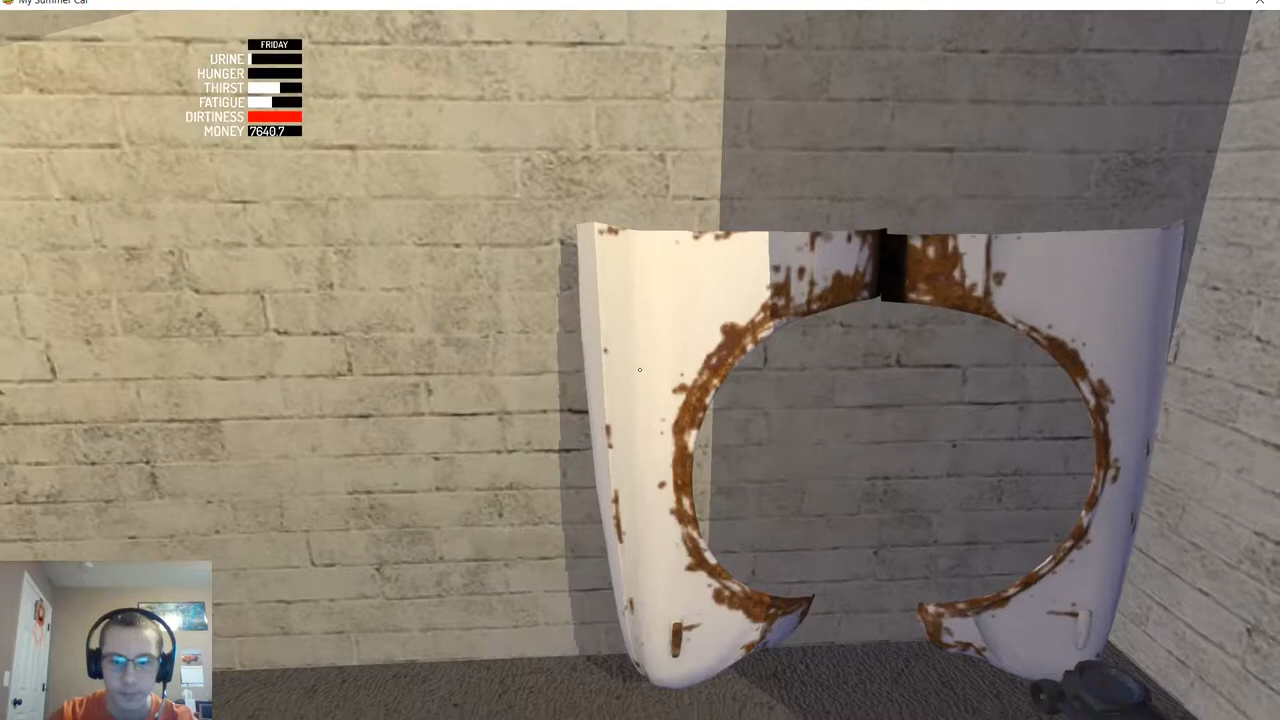 My Summer Car
FRIDAY
URINE
HUNGER
THIRST
FATIGUE
DIRTINESS
MONEY 7640.7